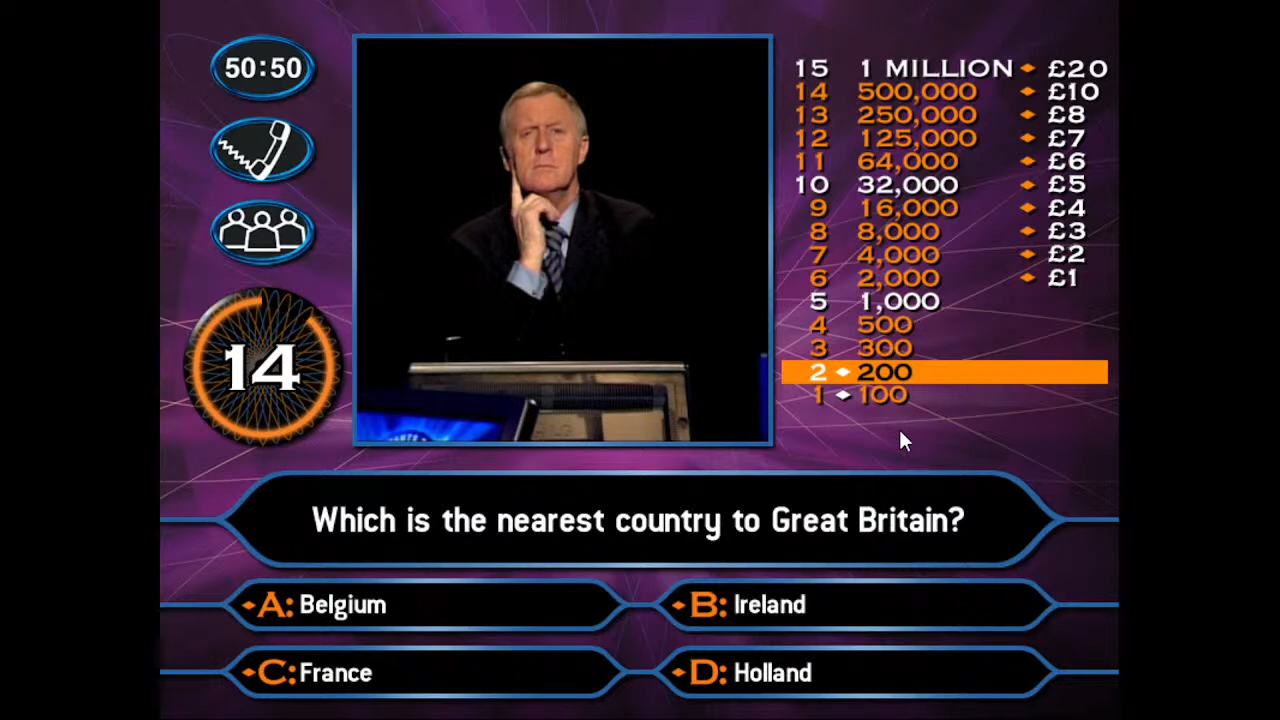 50:50
15 1 MILLION £20
14 500,000 £10
13 250,000 £8
12 125,000 £7
11 64,000 £6
10 32,000 £5
9 16,000 £4
8 8,000 £3
7 4,000 £2
6 2,000 £1
5 1,000
4 500
3 300
2 200
1 100
14
Which is the nearest country to Great Britain?
A: Belgium
B: Ireland
C: France
D: Holland